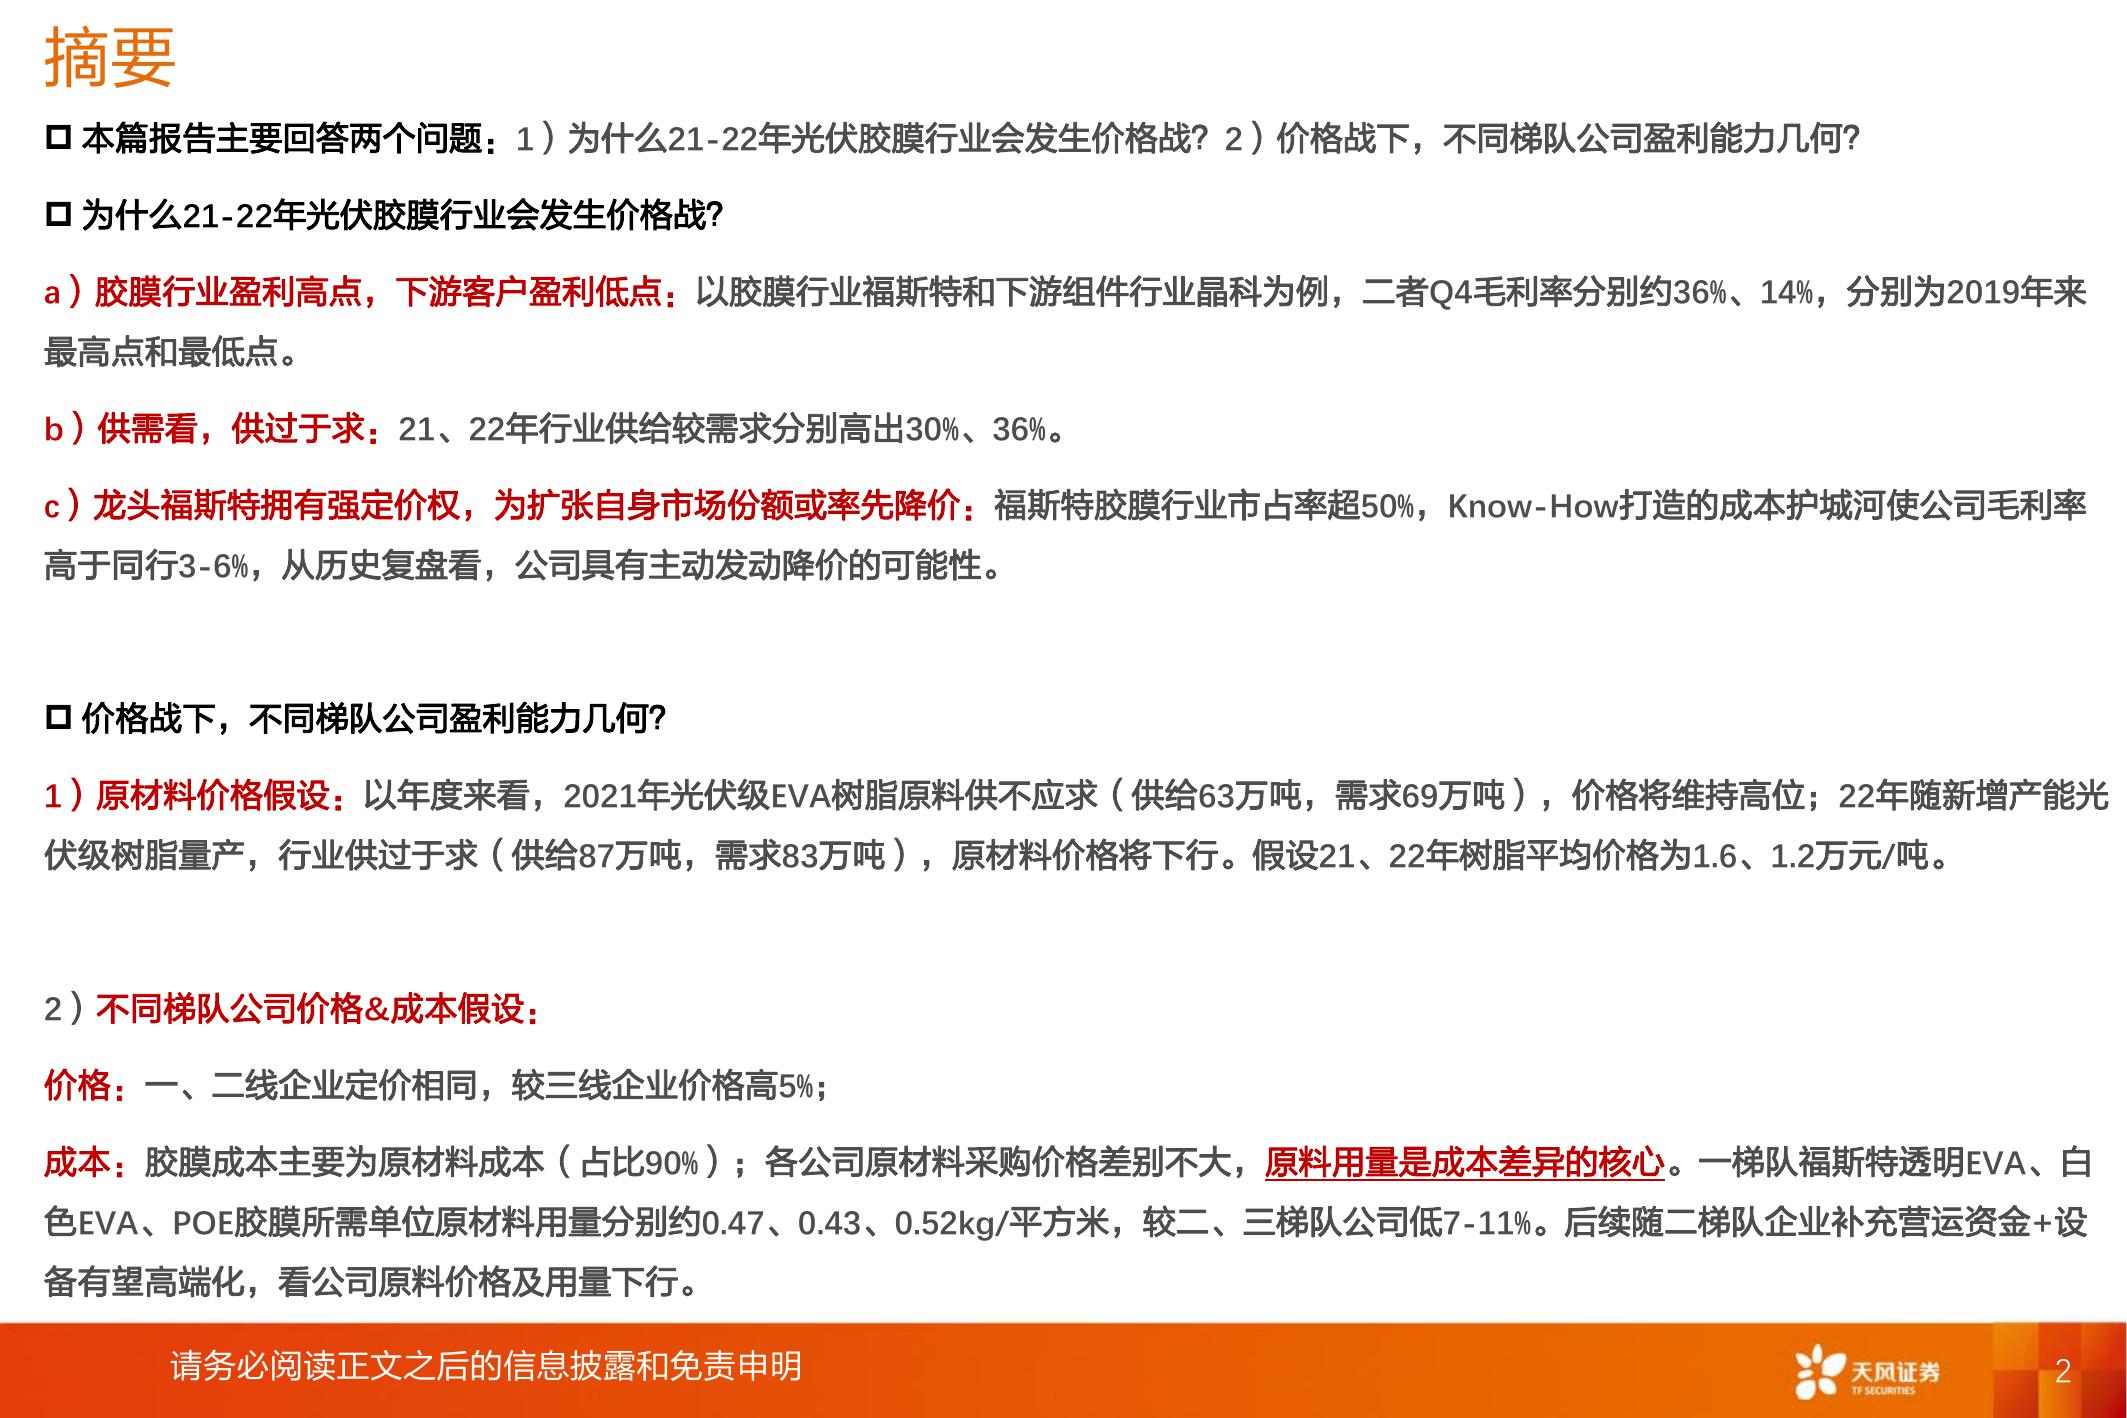 摘要
本篇报告主要回答两个问题：1）为什么21-22年光伏胶膜行业会发生价格战？2）价格战下，不同梯队公司盈利能力几何？
为什么21-22年光伏胶膜行业会发生价格战？
a）胶膜行业盈利高点，下游客户盈利低点：以胶膜行业福斯特和下游组件行业晶科为例，二者Q4毛利率分别约36%、14%，分别为2019年来
最高点和最低点。
b）供需看，供过于求：21、22年行业供给较需求分别高出30%、36%。
c）龙头福斯特拥有强定价权，为扩张自身市场份额或率先降价：福斯特胶膜行业市占率超50%，Know-How打造的成本护城河使公司毛利率
高于同行3-6%，从历史复盘看，公司具有主动发动降价的可能性。
价格战下，不同梯队公司盈利能力几何？
1）原材料价格假设：以年度来看，2021年光伏级EVA树脂原料供不应求（供给63万吨，需求69万吨），价格将维持高位；22年随新增产能光
伏级树脂量产，行业供过于求（供给87万吨，需求83万吨），原材料价格将下行。假设21、22年树脂平均价格为1.6、1.2万元/吨。
2）不同梯队公司价格&成本假设：
价格：一、二线企业定价相同，较三线企业价格高5%；
成本：胶膜成本主要为原材料成本（占比90%）；各公司原材料采购价格差别不大，原料用量是成本差异的核心。一梯队福斯特透明EVA、白
色EVA、POE胶膜所需单位原材料用量分别约0.47、0.43、0.52kg/平方米，较二、三梯队公司低7-11%。后续随二梯队企业补充营运资金+设
备有望高端化，看公司原料价格及用量下行。
请务必阅读正文之后的信息披露和免责申明
天风证券
TF SECURITIES
2